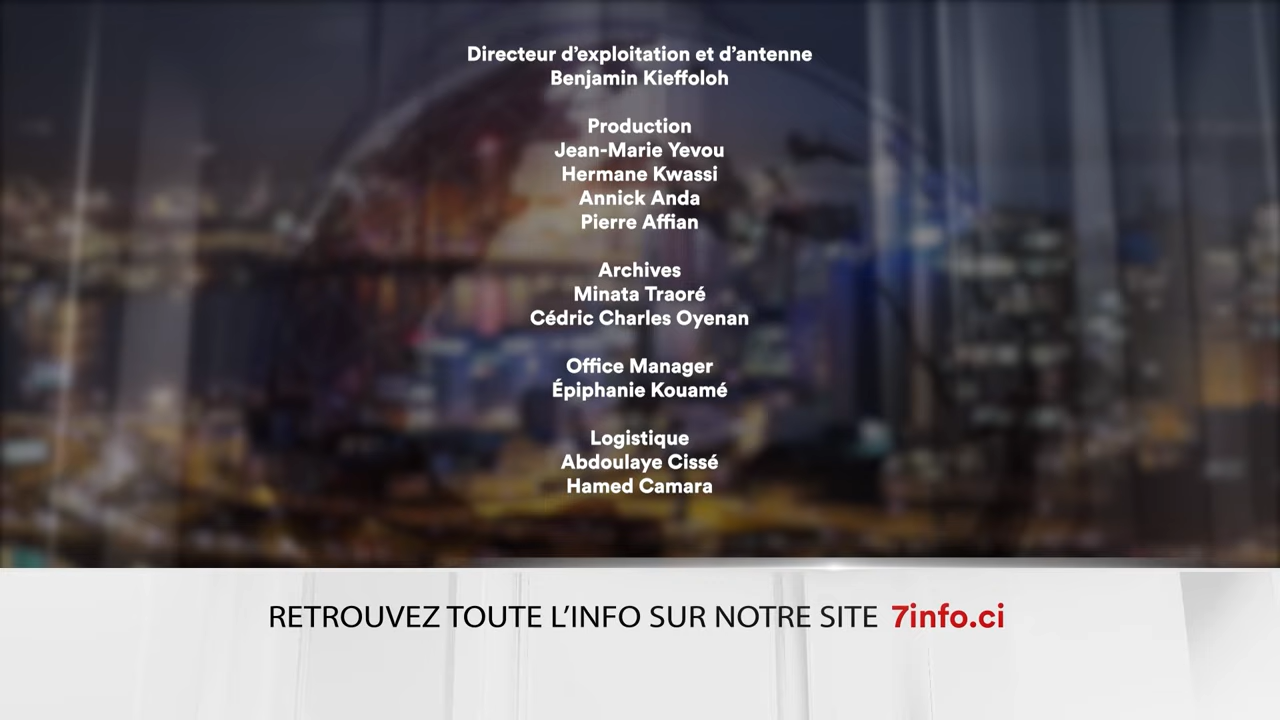 Directeur d’exploitation et d’antenne
Benjamin Kieffoloh
Production
Jean-Marie Yevou
Hermane Kwassi
Annick Anda
Pierre Affian
Archives
Minata Traoré
Cédric Charles Oyenan
Office Manager
Épiphanie Kouamé
Logistique
Abdoulaye Cissé
Hamed Camara
RETROUVEZ TOUTE L’INFO SUR NOTRE SITE 7info.ci